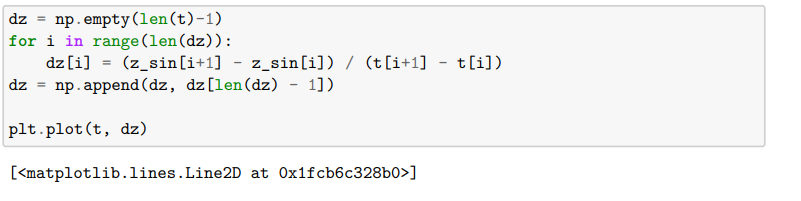 dz = np.empty(len(t)-1)
for i in range(len(dz)):
    dz[i] = (z_sin[i+1] - z_sin[i]) / (t[i+1] - t[i])
dz = np.append(dz, dz[len(dz) - 1])
plt.plot(t, dz)
[<matplotlib.lines.Line2D at 0x1fcb6c328b0>]